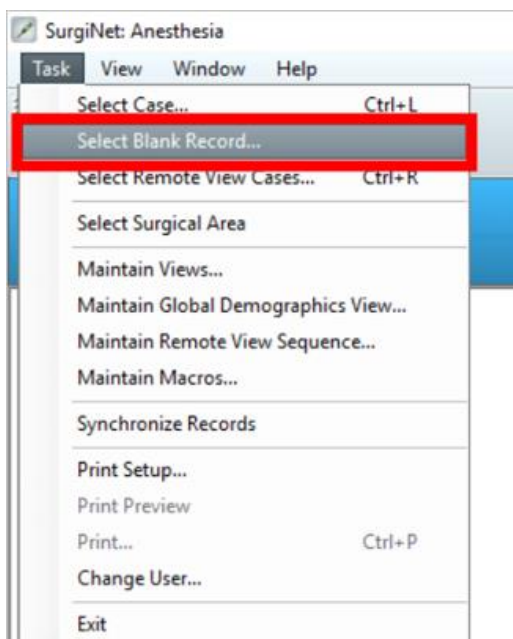 SurgiNet: Anesthesia
Task View Window Help
Select Case... Ctrl+L
Select Blank Record...
Select Remote View Cases... Ctrl+R
Select Surgical Area
Maintain Views...
Maintain Global Demographics View...
Maintain Remote View Sequence...
Maintain Macros...
Synchronize Records
Print Setup...
Print Preview
Print... Ctrl+P
Change User...
Exit